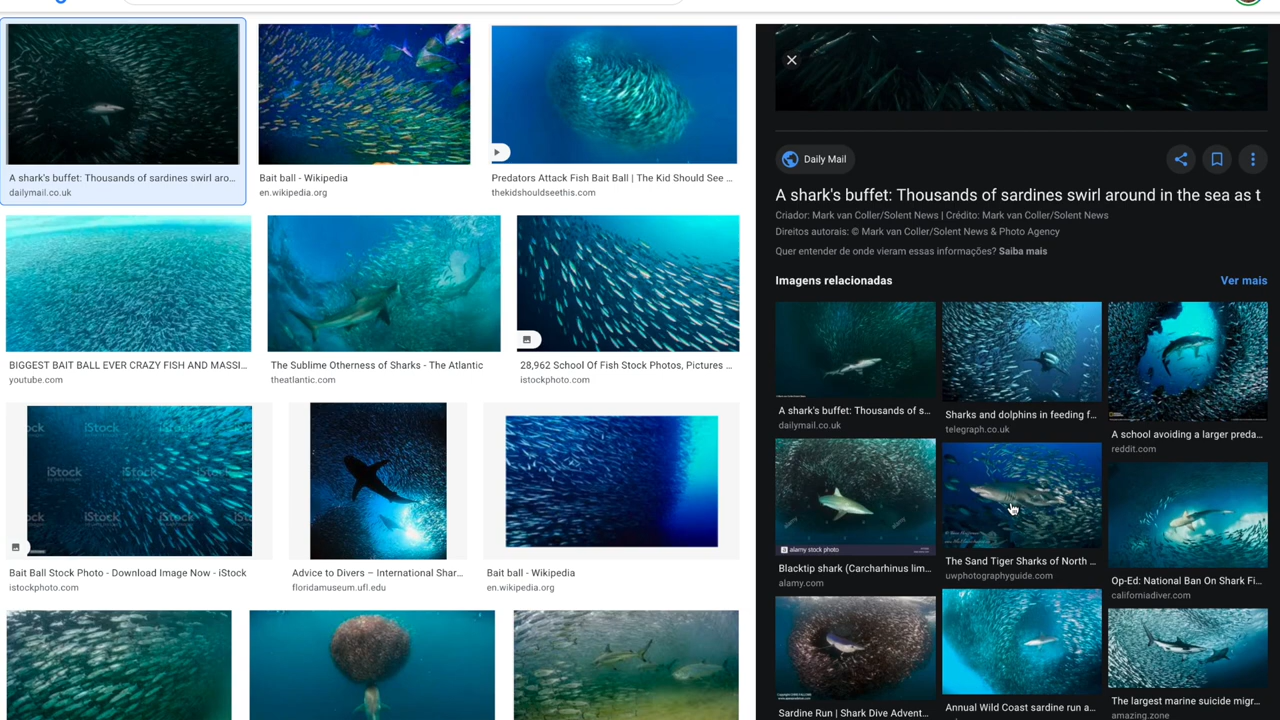 A shark's buffet: Thousands of sardines swirl aro...
dailymail.co.uk
Bait ball - Wikipedia
en.wikipedia.org
Predators Attack Fish Bait Ball | The Kid Should See ...
thekidshouldseethis.com
BIGGEST BAIT BALL EVER CRAZY FISH AND MASSI...
youtube.com
The Sublime Otherness of Sharks - The Atlantic
theatlantic.com
28,962 School Of Fish Stock Photos, Pictures ...
istockphoto.com
iStock
iStock
iStock
iStock
Bait Ball Stock Photo - Download Image Now - iStock
istockphoto.com
Advice to Divers – International Shar...
floridamuseum.ufl.edu
Bait ball - Wikipedia
en.wikipedia.org
Daily Mail
A shark's buffet: Thousands of sardines swirl around in the sea as t
Criador: Mark van Coller/Solent News | Crédito: Mark van Coller/Solent News
Direitos autorais: © Mark van Coller/Solent News & Photo Agency
Quer entender de onde vieram essas informações? Saiba mais
Imagens relacionadas
Ver mais
A shark's buffet: Thousands of s...
dailymail.co.uk
Sharks and dolphins in feeding f...
telegraph.co.uk
A school avoiding a larger preda...
reddit.com
alamy stock photo
Blacktip shark (Carcharhinus lim...
alamy.com
The Sand Tiger Sharks of North ...
uwphotographyguide.com
Op-Ed: National Ban On Shark Fi...
californiadiver.com
Sardine Run | Shark Dive Advent...
Annual Wild Coast sardine run a...
The largest marine suicide migr...
amazing.zone